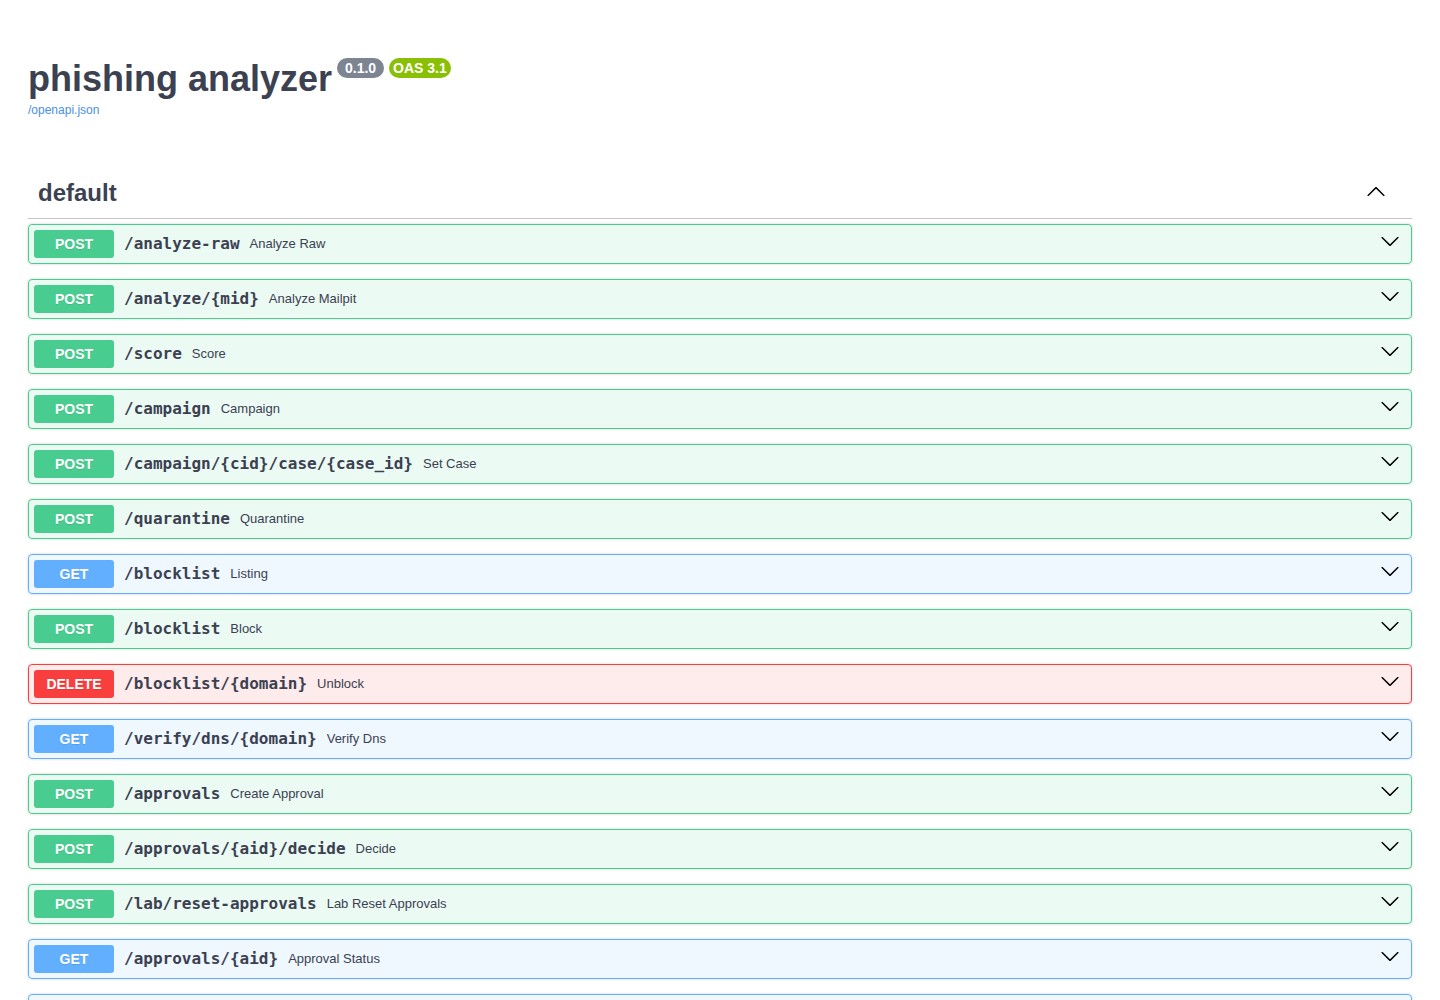 phishing analyzer 0.1.0 OAS 3.1
/openapi.json
default
POST /analyze-raw Analyze Raw
POST /analyze/{mid} Analyze Mailpit
POST /score Score
POST /campaign Campaign
POST /campaign/{cid}/case/{case_id} Set Case
POST /quarantine Quarantine
GET /blocklist Listing
POST /blocklist Block
DELETE /blocklist/{domain} Unblock
GET /verify/dns/{domain} Verify Dns
POST /approvals Create Approval
POST /approvals/{aid}/decide Decide
POST /lab/reset-approvals Lab Reset Approvals
GET /approvals/{aid} Approval Status